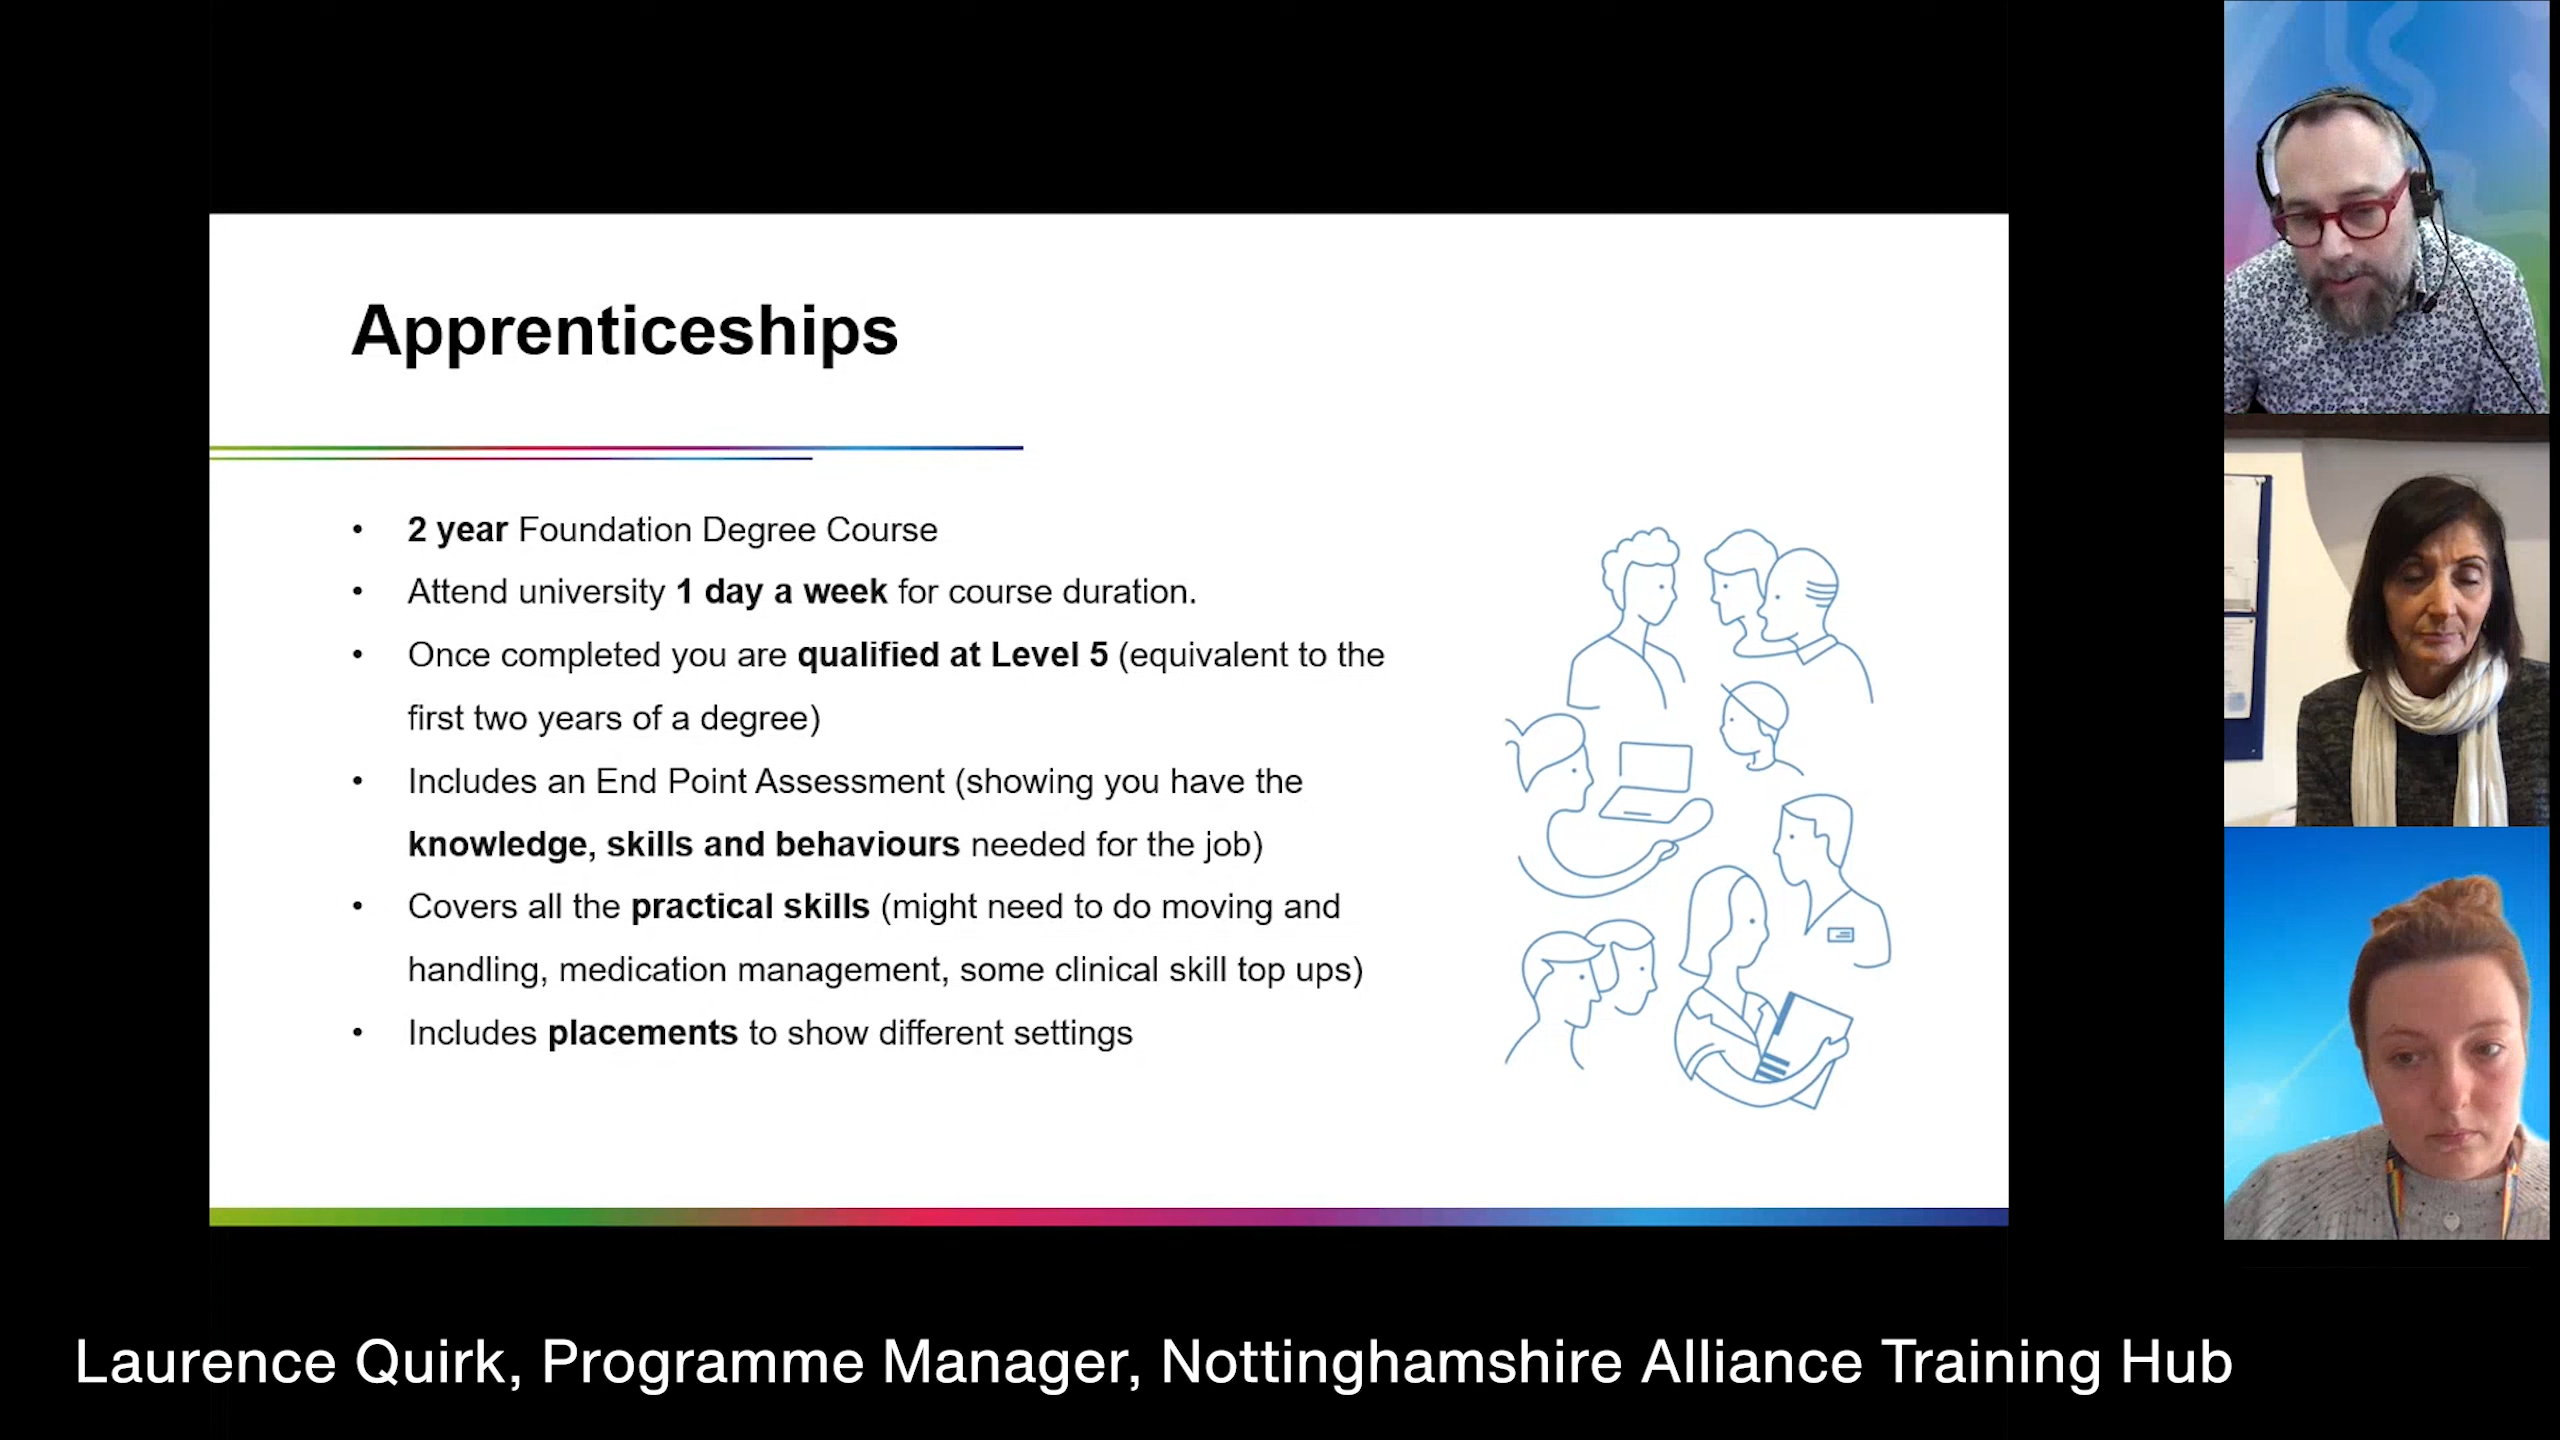 Apprenticeships
• 2 year Foundation Degree Course
• Attend university 1 day a week for course duration.
• Once completed you are qualified at Level 5 (equivalent to the
first two years of a degree)
• Includes an End Point Assessment (showing you have the
knowledge, skills and behaviours needed for the job)
• Covers all the practical skills (might need to do moving and
handling, medication management, some clinical skill top ups)
• Includes placements to show different settings
Laurence Quirk, Programme Manager, Nottinghamshire Alliance Training Hub